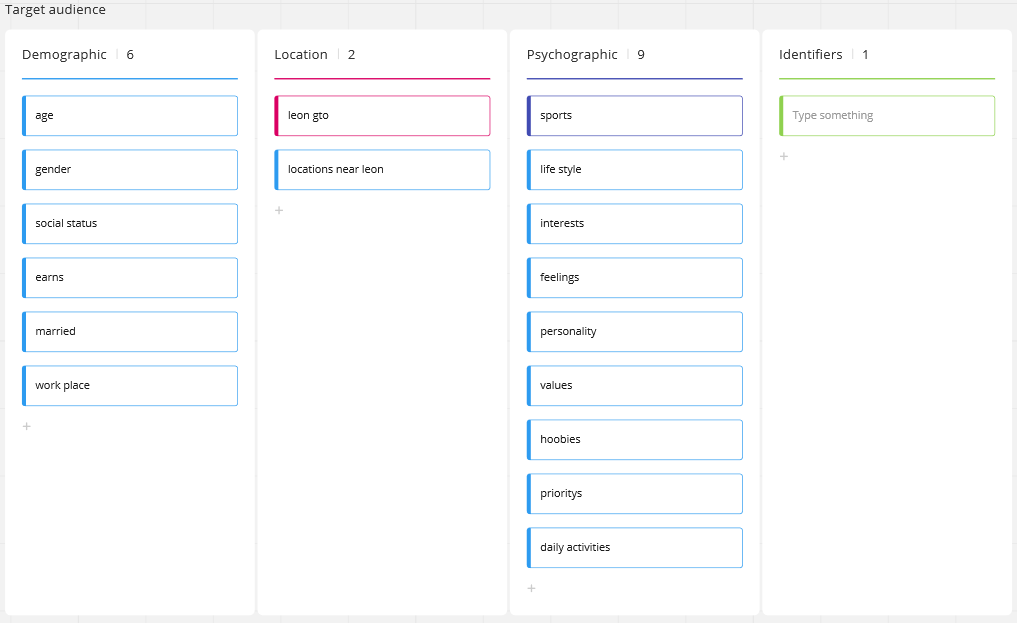 Target audience
Demographic 6
age
gender
social status
earns
married
work place
Location 2
leon gto
locations near leon
Psychographic 9
sports
life style
interests
feelings
personality
values
hoobies
prioritys
daily activities
Identifiers 1
Type something